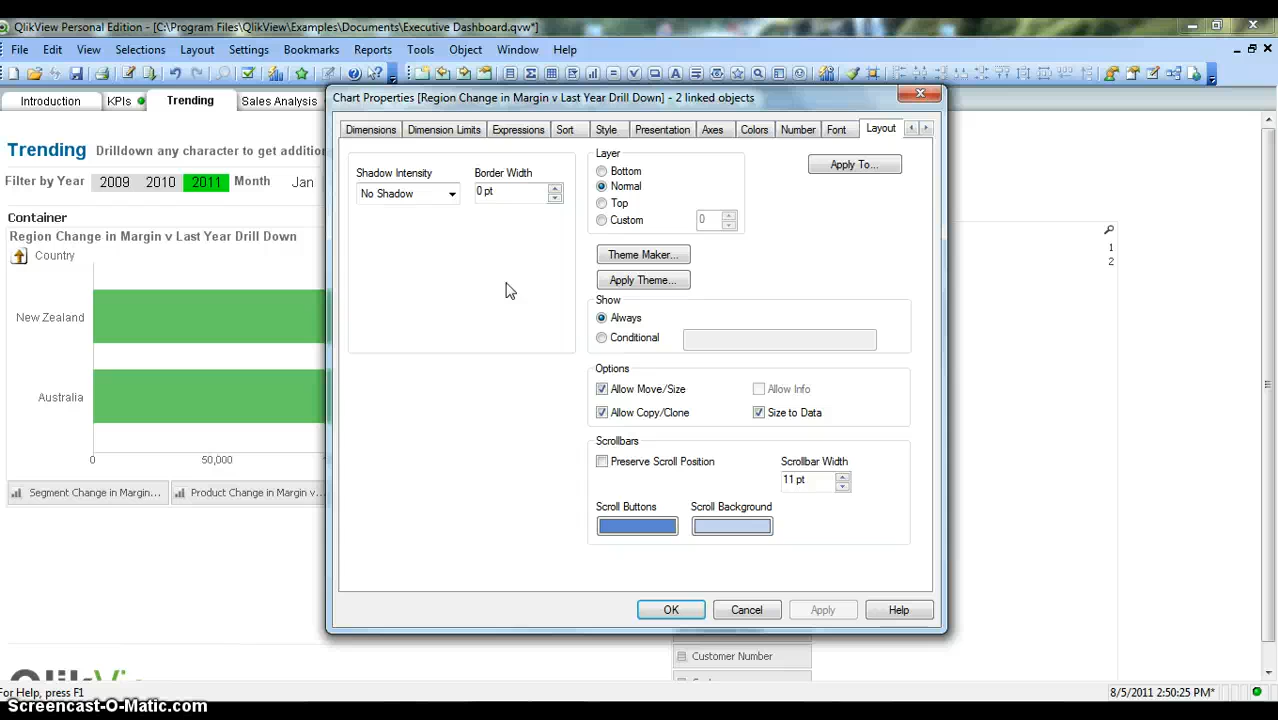 QlikView Personal Edition - [C:\Program Files\QlikView\Examples\Documents\Executive Dashboard.qvw*]
File Edit View Selections Layout Settings Bookmarks Reports Tools Object Window Help
Introduction KPIs Trending Sales Analysis
Trending Drilldown any character to get additio
Filter by Year 2009 2010 2011 Month Jan
Container
Region Change in Margin v Last Year Drill Down
Country
New Zealand
Australia
0 50,000
Segment Change in Margin... Product Change in Margin v...
Chart Properties [Region Change in Margin v Last Year Drill Down] - 2 linked objects
Dimensions Dimension Limits Expressions Sort Style Presentation Axes Colors Number Font Layout
Shadow Intensity Border Width
No Shadow 0 pt
Layer
Bottom
Normal
Top
Custom 0
Apply To...
Theme Maker...
Apply Theme...
Show
Always
Conditional
Options
Allow Move/Size Allow Info
Allow Copy/Clone Size to Data
Scrollbars
Preserve Scroll Position Scrollbar Width
11 pt
Scroll Buttons Scroll Background
OK Cancel Apply Help
1
2
Customer Number
QlikVi
For Help, press F1 8/5/2011 2:50:25 PM*
Screencast-O-Matic.com